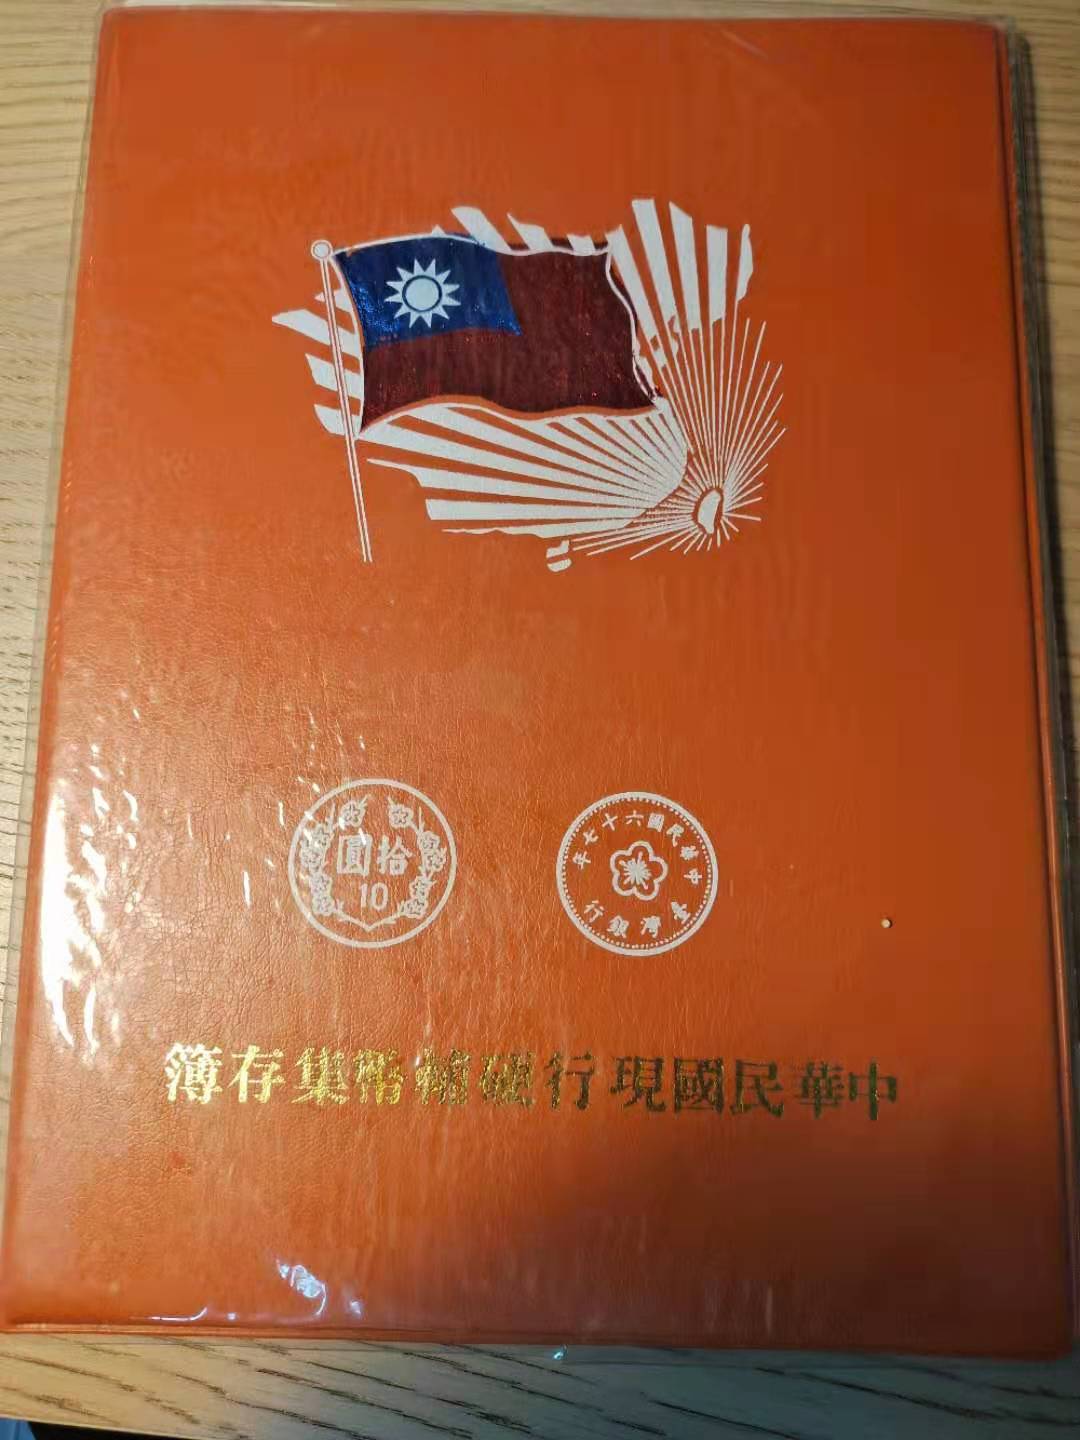 拾圓
10
中華民國六十七年
臺灣銀行
中華民國現行硬輔幣集存簿